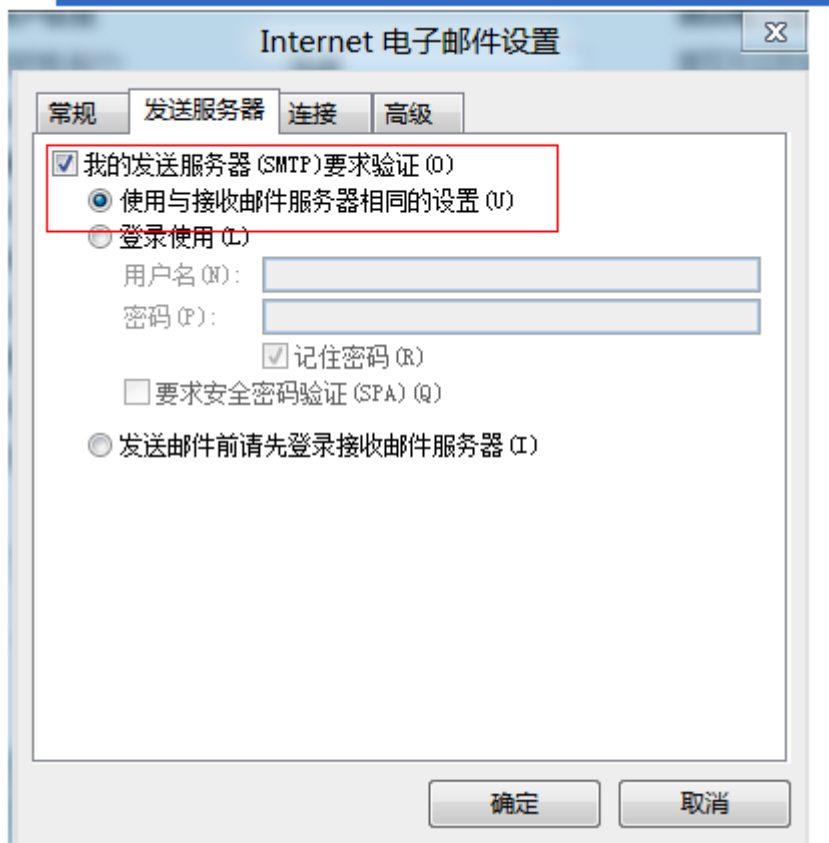 Internet 电子邮件设置
常规 发送服务器 连接 高级
我的发送服务器(SMTP)要求验证(O)
使用与接收邮件服务器相同的设置(U)
登录使用(L)
用户名(N):
密码(P):
记住密码(R)
要求安全密码验证(SPA)(Q)
发送邮件前请先登录接收邮件服务器(I)
确定 取消